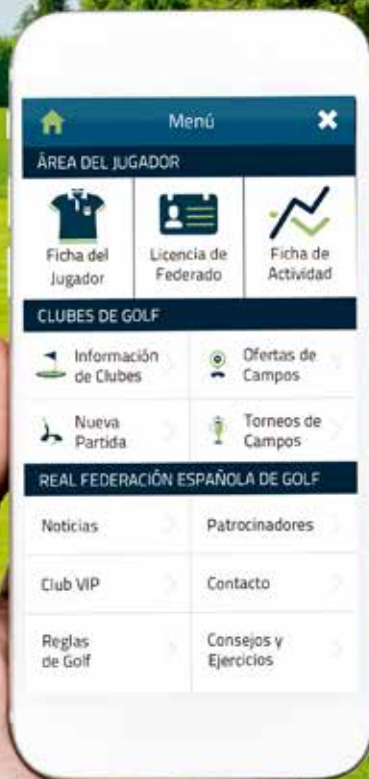 Menú
ÁREA DEL JUGADOR
Ficha del
Jugador
Licencia de
Federado
Ficha de
Actividad
CLUBES DE GOLF
Información
de Clubes
Ofertas de
Campos
Nueva
Partida
Torneos de
Campos
REAL FEDERACIÓN ESPAÑOLA DE GOLF
Noticias
Patrocinadores
Club VIP
Contacto
Reglas
de Golf
Consejos y
Ejercicios